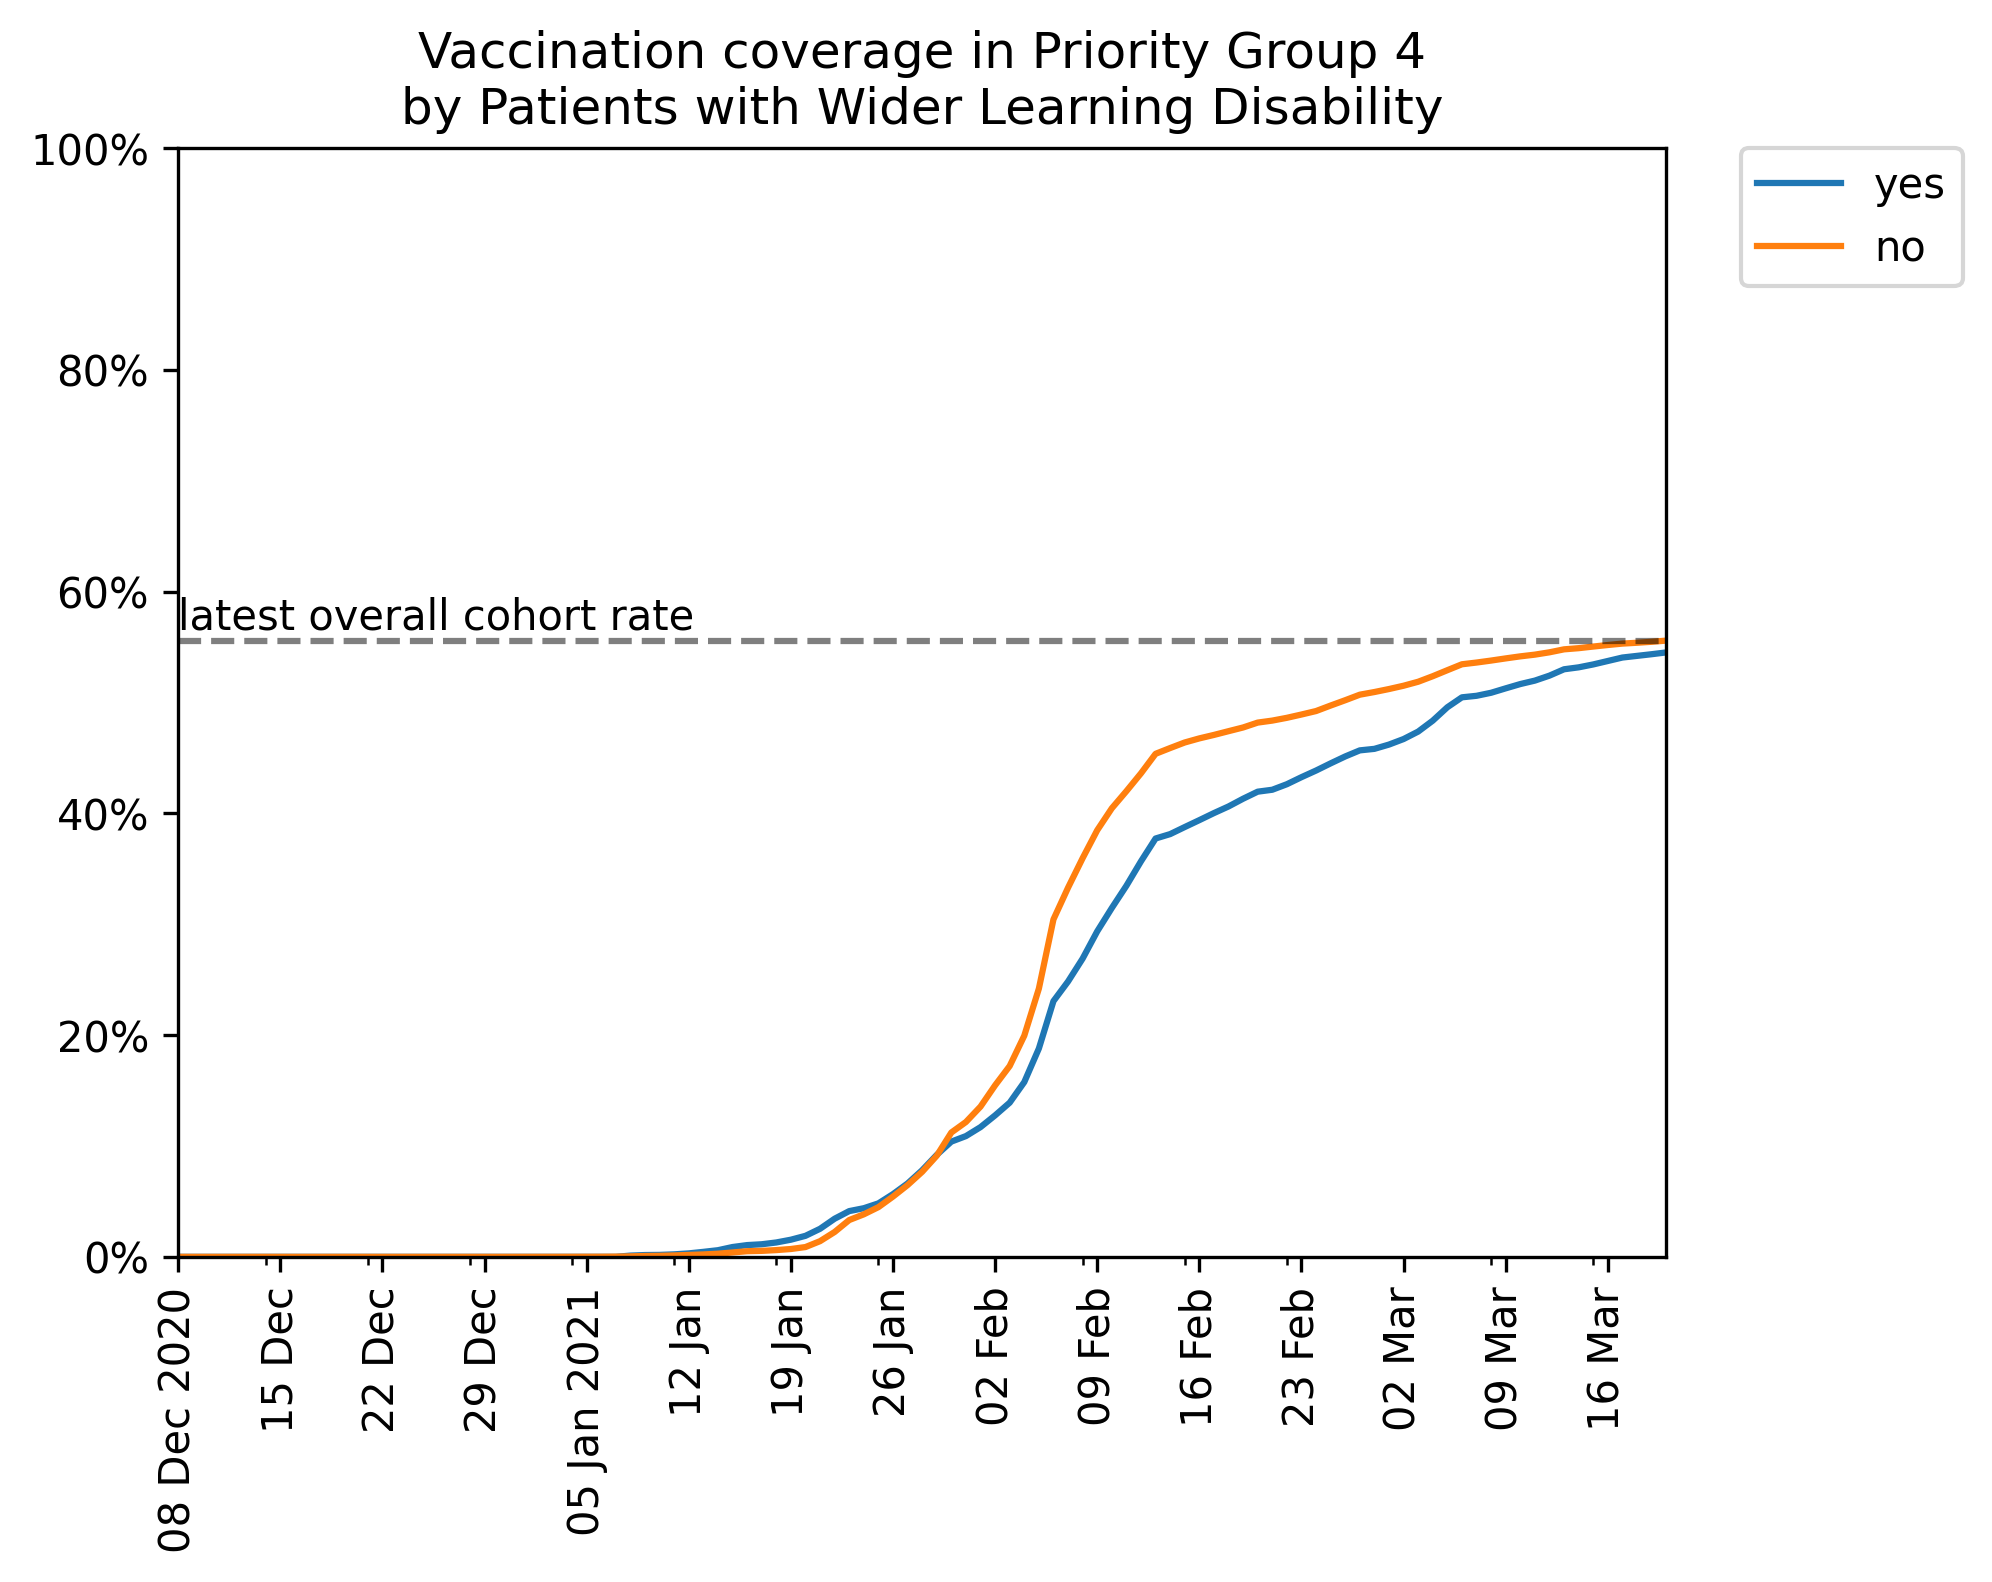 Vaccination coverage in Priority Group 4
by Patients with Wider Learning Disability
100%
80%
60%
40%
20%
0%
latest overall cohort rate
yes
no
08 Dec 2020
15 Dec
22 Dec
29 Dec
05 Jan 2021
12 Jan
19 Jan
26 Jan
02 Feb
09 Feb
16 Feb
23 Feb
02 Mar
09 Mar
16 Mar